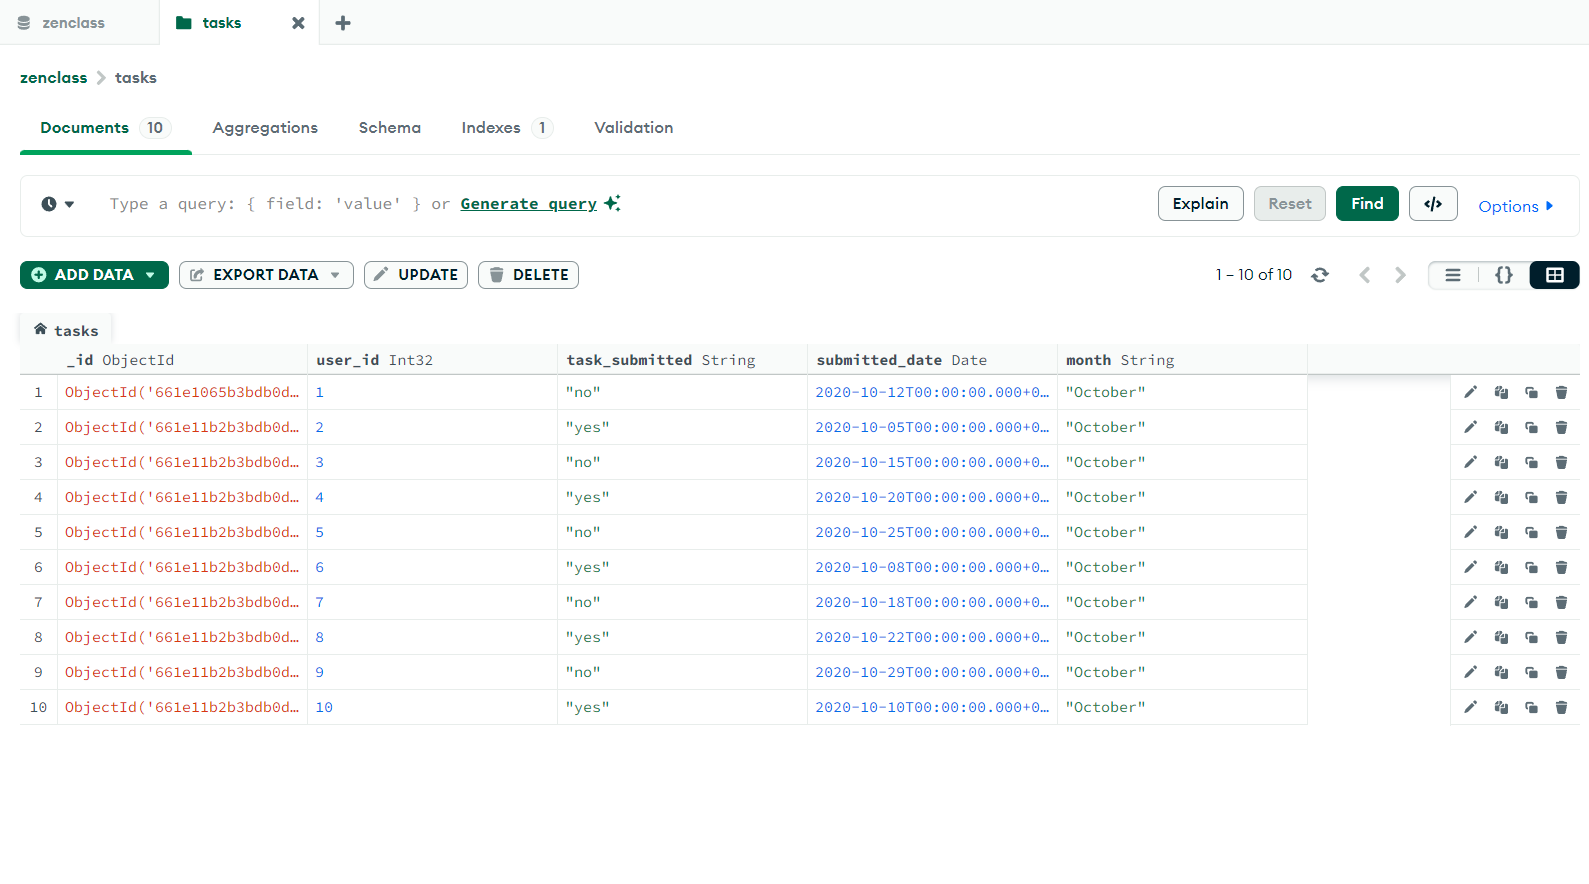 zenclass tasks
zenclass tasks
Documents 10 Aggregations Schema Indexes 1 Validation
Type a query: { field: 'value' } or Generate query Explain Reset Find </> Options
ADD DATA EXPORT DATA UPDATE DELETE 1 – 10 of 10 {}
tasks
_id ObjectId user_id Int32 task_submitted String submitted_date Date month String
1 ObjectId('661e1065b3bdb0d… 1 "no" 2020-10-12T00:00:00.000+0… "October"
2 ObjectId('661e11b2b3bdb0d… 2 "yes" 2020-10-05T00:00:00.000+0… "October"
3 ObjectId('661e11b2b3bdb0d… 3 "no" 2020-10-15T00:00:00.000+0… "October"
4 ObjectId('661e11b2b3bdb0d… 4 "yes" 2020-10-20T00:00:00.000+0… "October"
5 ObjectId('661e11b2b3bdb0d… 5 "no" 2020-10-25T00:00:00.000+0… "October"
6 ObjectId('661e11b2b3bdb0d… 6 "yes" 2020-10-08T00:00:00.000+0… "October"
7 ObjectId('661e11b2b3bdb0d… 7 "no" 2020-10-18T00:00:00.000+0… "October"
8 ObjectId('661e11b2b3bdb0d… 8 "yes" 2020-10-22T00:00:00.000+0… "October"
9 ObjectId('661e11b2b3bdb0d… 9 "no" 2020-10-29T00:00:00.000+0… "October"
10 ObjectId('661e11b2b3bdb0d… 10 "yes" 2020-10-10T00:00:00.000+0… "October"